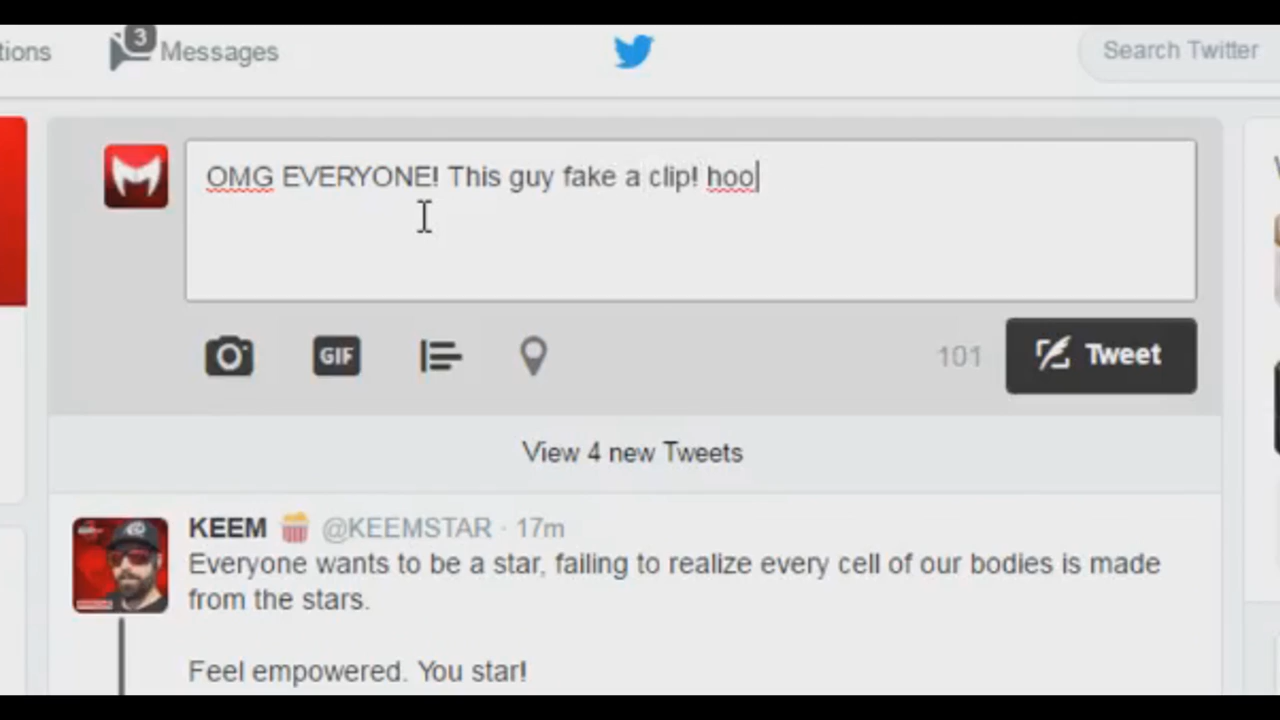 tions
3
Messages
Search Twitter
OMG EVERYONE! This guy fake a clip! hoo
GIF
101
Tweet
View 4 new Tweets
KEEM 🍿 @KEEMSTAR · 17m
Everyone wants to be a star, failing to realize every cell of our bodies is made
from the stars.
Feel empowered. You star!